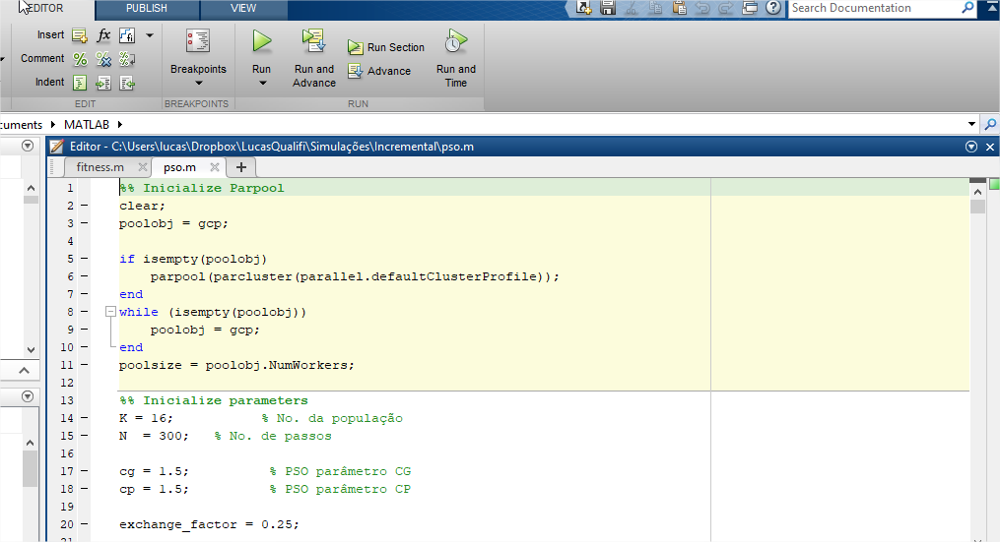 EDITOR PUBLISH VIEW
Search Documentation
Insert
Comment
Indent
EDIT
Breakpoints
BREAKPOINTS
Run
Run and Advance
Run Section
Advance
Run and Time
RUN
cuments MATLAB
Editor - C:\Users\lucas\Dropbox\LucasQualifi\Simulações\Incremental\pso.m
fitness.m pso.m
1 %% Inicialize Parpool
2 clear;
3 poolobj = gcp;
4
5 if isempty(poolobj)
6 parpool(parcluster(parallel.defaultClusterProfile));
7 end
8 while (isempty(poolobj))
9 poolobj = gcp;
10 end
11 poolsize = poolobj.NumWorkers;
12
13 %% Inicialize parameters
14 K = 16; % No. da população
15 N = 300; % No. de passos
16
17 cg = 1.5; % PSO parâmetro CG
18 cp = 1.5; % PSO parâmetro CP
19
20 exchange_factor = 0.25;